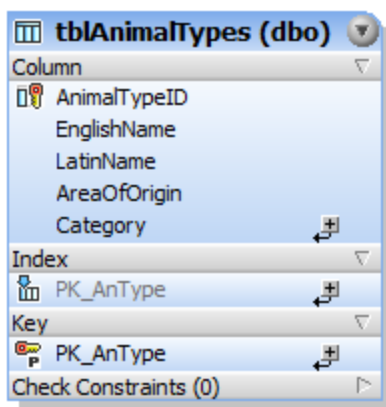 tblAnimalTypes (dbo)
Column
AnimalTypeID
EnglishName
LatinName
AreaOfOrigin
Category
Index
PK_AnType
Key
P PK_AnType
Check Constraints (0)